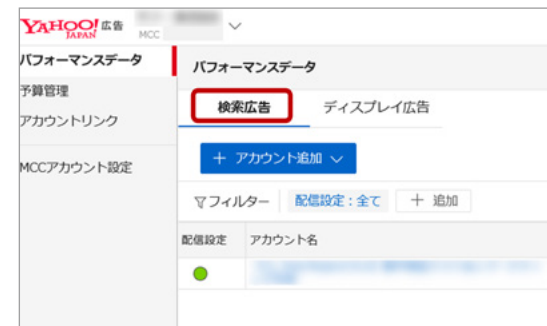 YAHOO! JAPAN 広告 MCC
パフォーマンスデータ
予算管理
アカウントリンク
MCCアカウント設定
パフォーマンスデータ
検索広告 ディスプレイ広告
＋ アカウント追加
フィルター 配信設定：全て ＋ 追加
配信設定 アカウント名